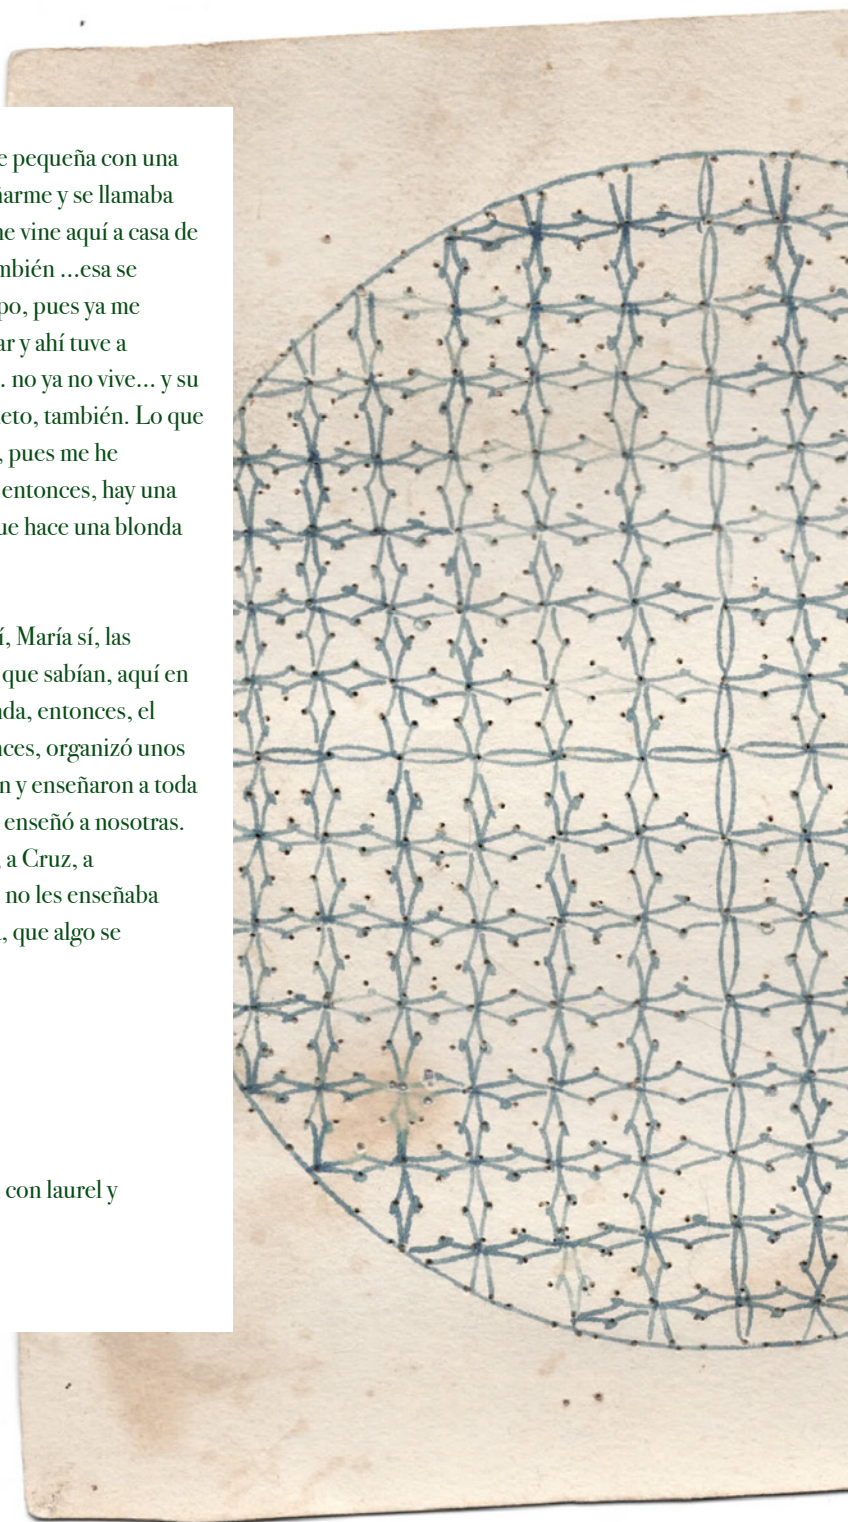 e pequeña con una
iarme y se llamaba
ne vine aquí a casa de
mbién ...esa se
po, pues ya me
ar y ahí tuve a
. no ya no vive... y su
eto, también. Lo que
, pues me he
entonces, hay una
ue hace una blonda
í, María sí, las
que sabían, aquí en
nda, entonces, el
nces, organizó unos
n y enseñaron a toda
enseñó a nosotras.
a Cruz, a
no les enseñaba
, que algo se
con laurel y